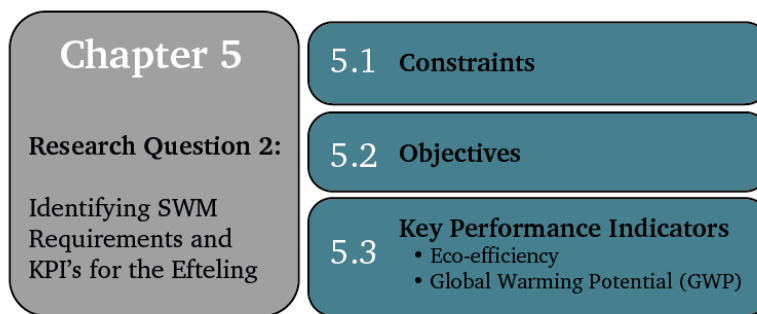 Chapter 5
Research Question 2:
Identifying SWM
Requirements and
KPI's for the Efteling
5.1 Constraints
5.2 Objectives
5.3 Key Performance Indicators
• Eco-efficiency
• Global Warming Potential (GWP)